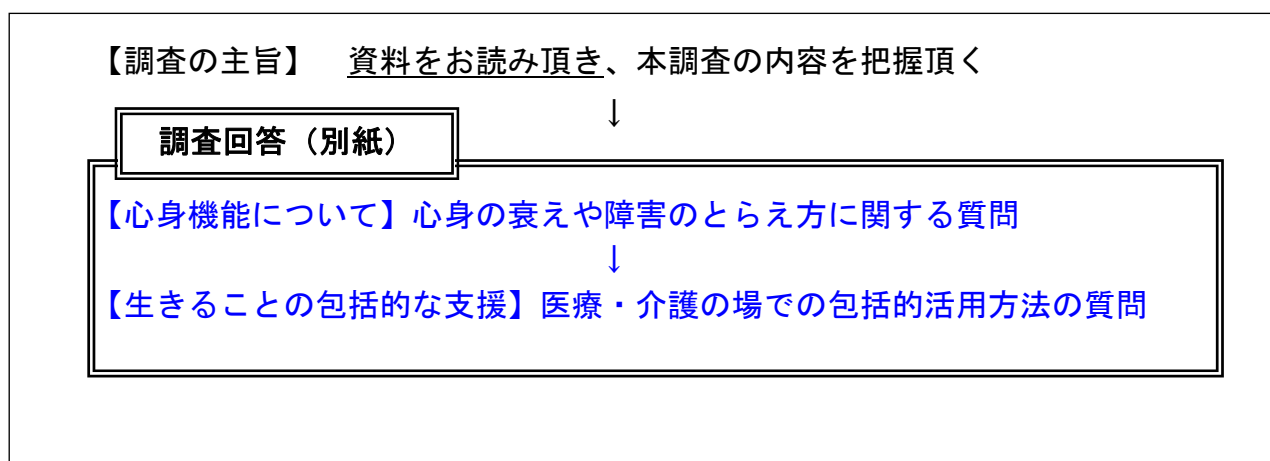 【調査の主旨】　資料をお読み頂き、本調査の内容を把握頂く
↓
調査回答（別紙）
【心身機能について】心身の衰えや障害のとらえ方に関する質問
↓
【生きることの包括的な支援】医療・介護の場での包括的活用方法の質問